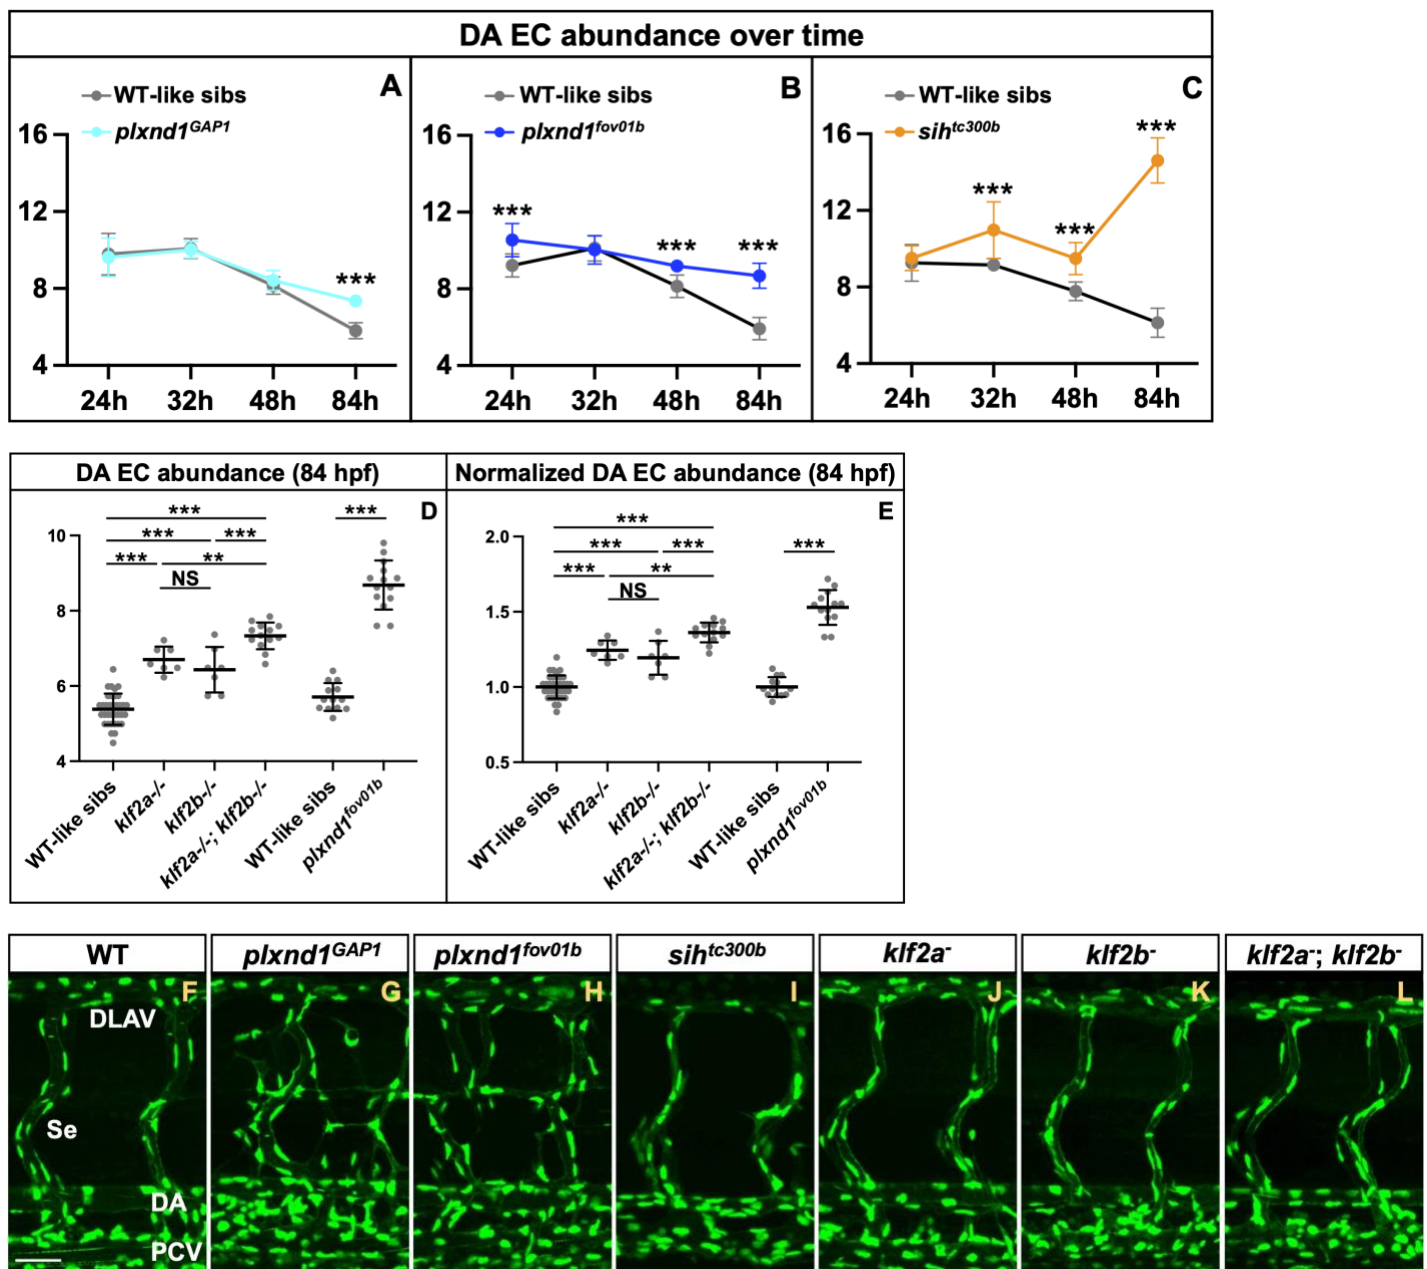 DA EC abundance over time
WT-like sibs
plxnd1GAP1
A
16
12
8
4
***
24h 32h 48h 84h
WT-like sibs
plxnd1fov01b
B
16
12
8
4
***
***
***
24h 32h 48h 84h
WT-like sibs
sihtc300b
C
16
12
8
4
***
***
***
24h 32h 48h 84h
DA EC abundance (84 hpf)
D
*** ***
*** ***
*** **
NS
10
8
6
4
WT-like sibs
klf2a-/-
klf2b-/-
klf2a-/-; klf2b-/-
WT-like sibs
plxnd1fov01b
Normalized DA EC abundance (84 hpf)
E
***
*** *** ***
*** **
NS
2.0
1.5
1.0
0.5
WT-like sibs
klf2a-/-
klf2b-/-
klf2a-/-; klf2b-/-
WT-like sibs
plxnd1fov01b
WT
F
DLAV
Se
DA
PCV
plxnd1GAP1
G
plxnd1fov01b
H
sihtc300b
I
klf2a-
J
klf2b-
K
klf2a-; klf2b-
L